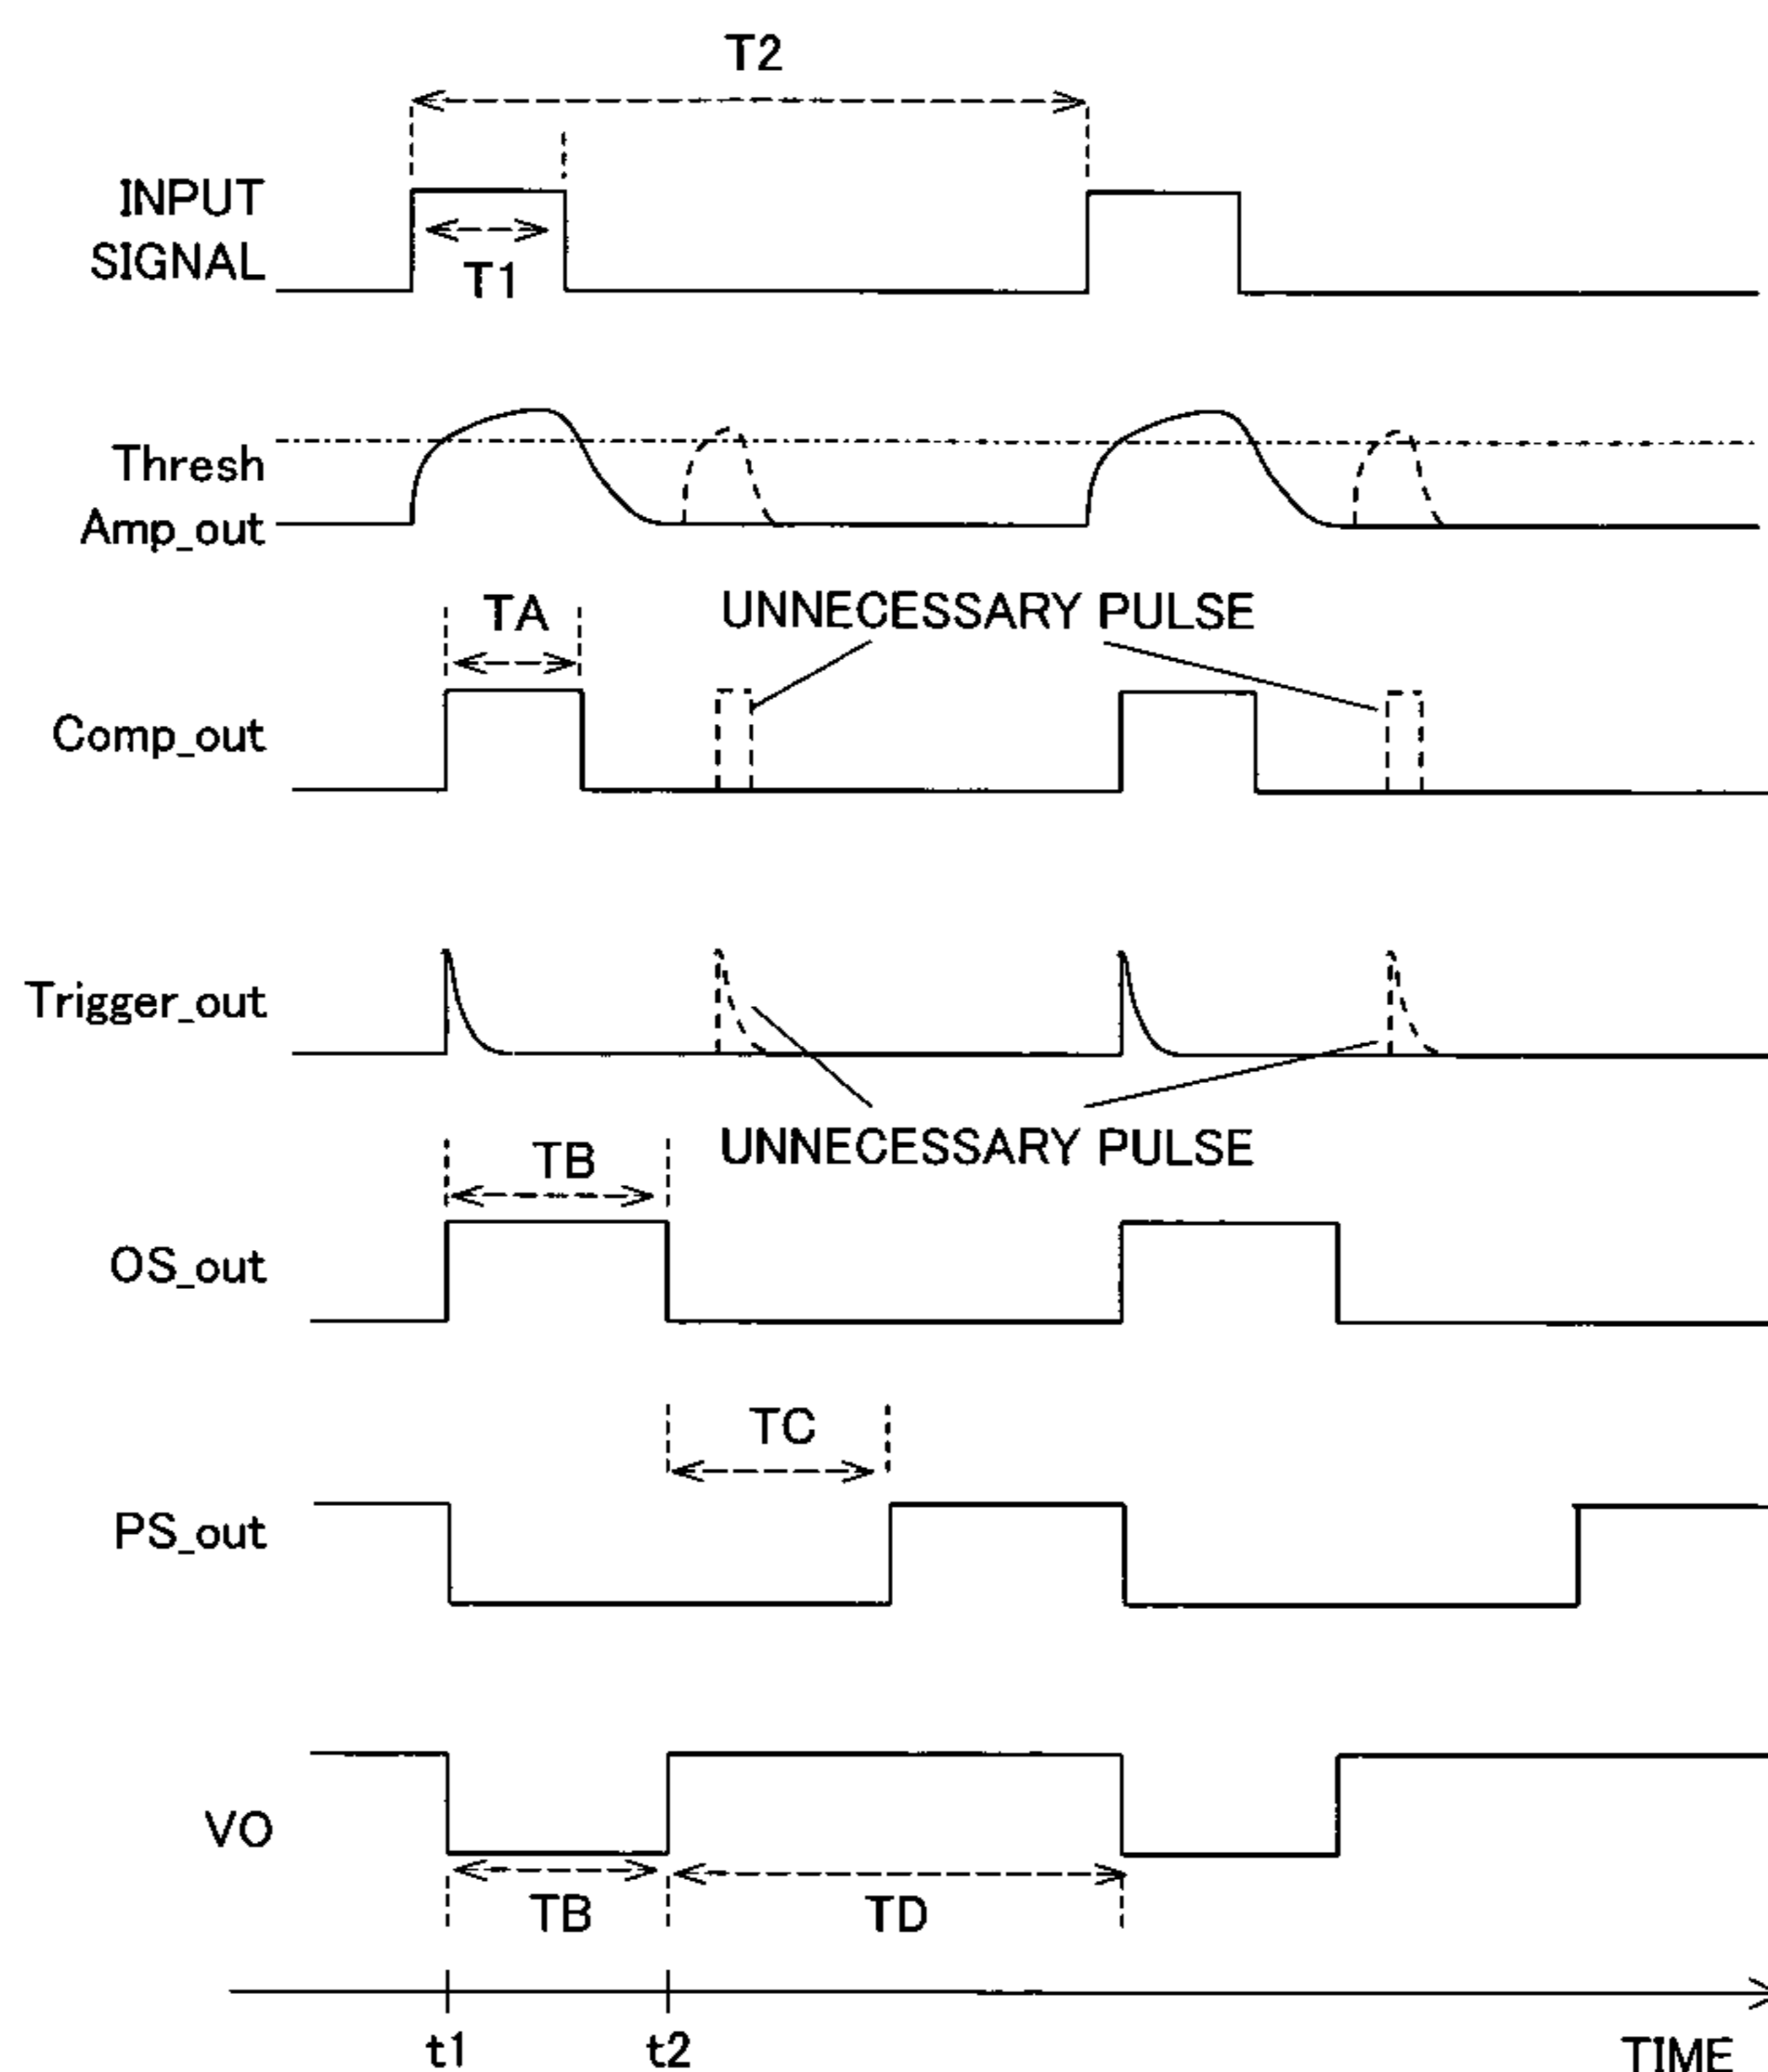 T2
INPUT
SIGNAL
T1
Thresh
Amp_out
TA
UNNECESSARY PULSE
Comp_out
Trigger_out
UNNECESSARY PULSE
TB
OS_out
TC
PS_out
VO
TB
TD
t1
t2
TIME